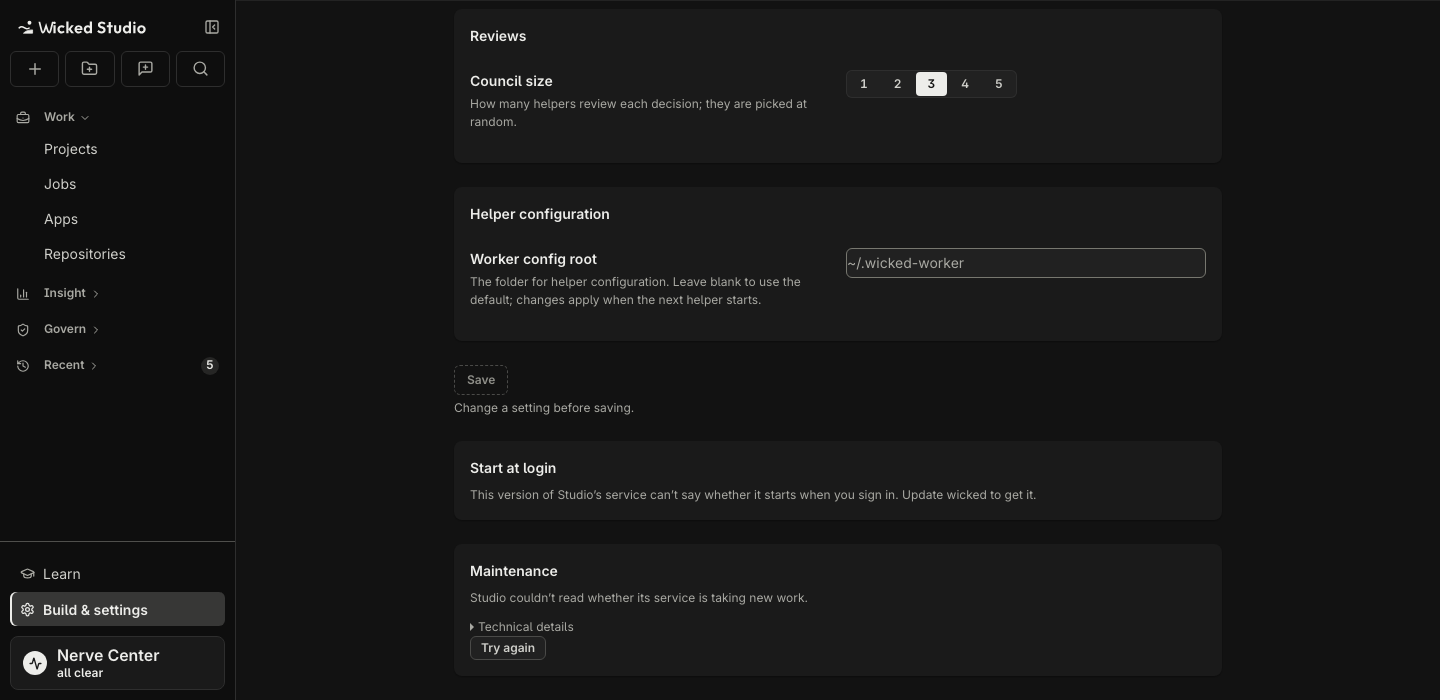 Wicked Studio
Work
Projects
Jobs
Apps
Repositories
Insight
Govern
Recent
5
Learn
Build & settings
Nerve Center
all clear
Reviews
Council size
How many helpers review each decision; they are picked at
random.
1 2 3 4 5
Helper configuration
Worker config root
The folder for helper configuration. Leave blank to use the
default; changes apply when the next helper starts.
~/.wicked-worker
Save
Change a setting before saving.
Start at login
This version of Studio’s service can’t say whether it starts when you sign in. Update wicked to get it.
Maintenance
Studio couldn’t read whether its service is taking new work.
Technical details
Try again